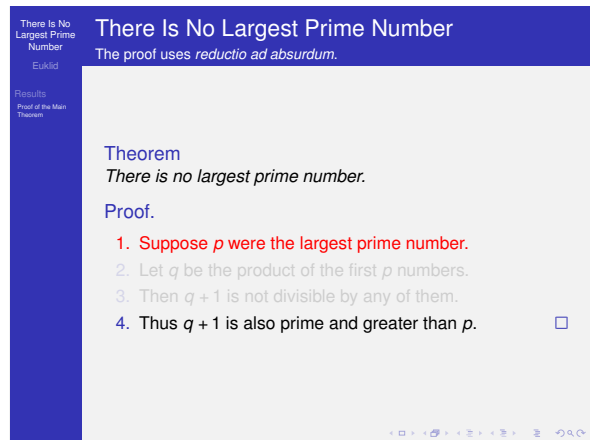 There Is No
Largest Prime
Number
Euklid
Results
Proof of the Main
Theorem
There Is No Largest Prime Number
The proof uses reductio ad absurdum.
Theorem
There is no largest prime number.
Proof.
1. Suppose p were the largest prime number.
2. Let q be the product of the first p numbers.
3. Then q + 1 is not divisible by any of them.
4. Thus q + 1 is also prime and greater than p. □